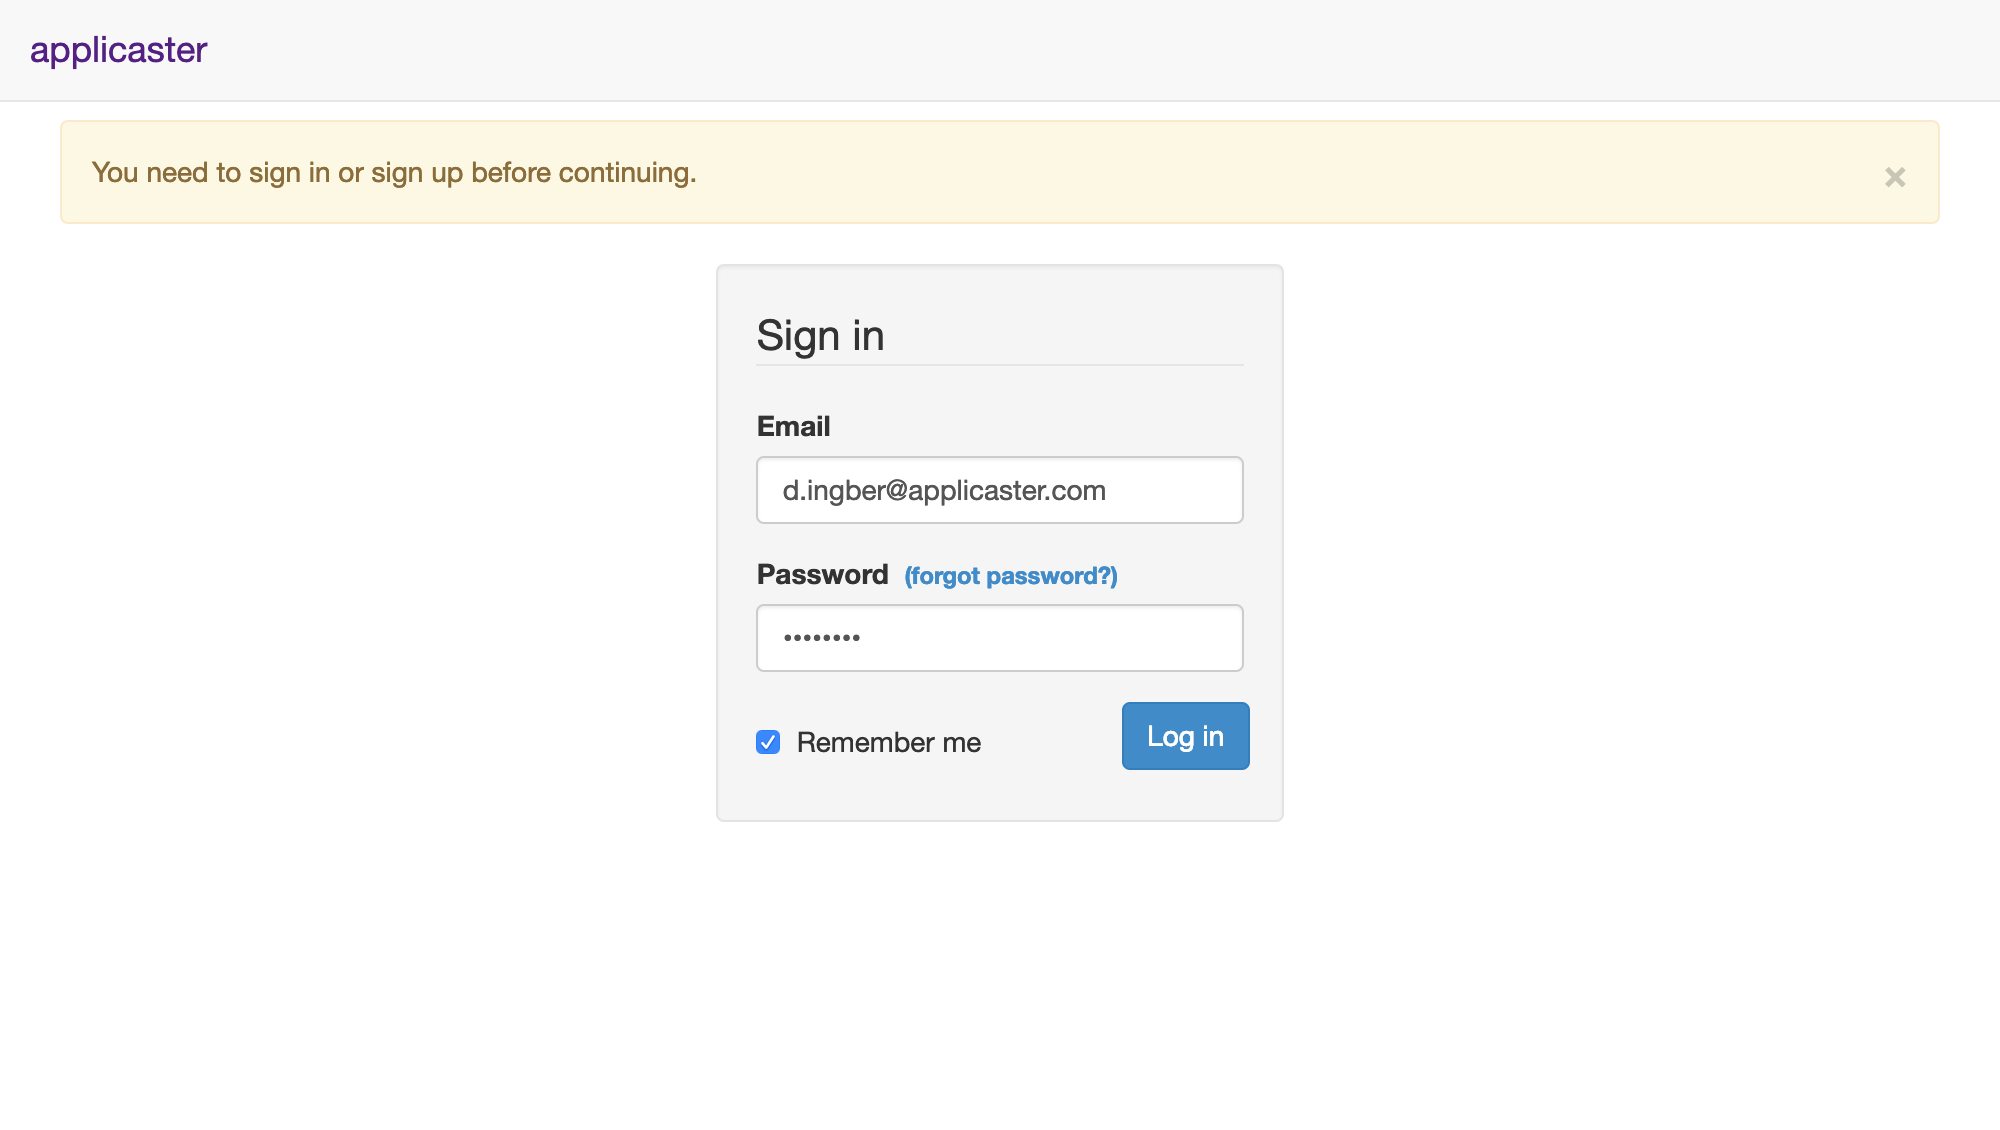 applicaster
You need to sign in or sign up before continuing.
×
Sign in
Email
d.ingber@applicaster.com
Password (forgot password?)
••••••••
Remember me
Log in